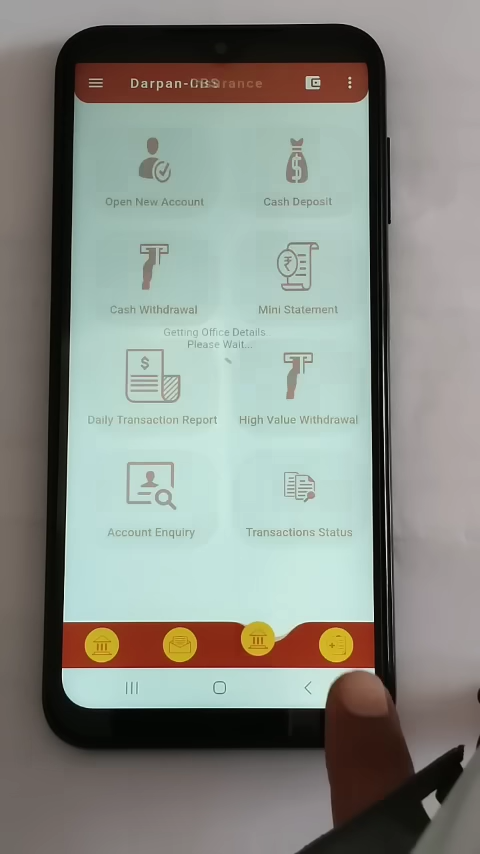 Darpan-CBS
Insurance
Open New Account
Cash Deposit
Cash Withdrawal
Mini Statement
Getting Office Details
Please Wait...
Daily Transaction Report
High Value Withdrawal
Account Enquiry
Transactions Status